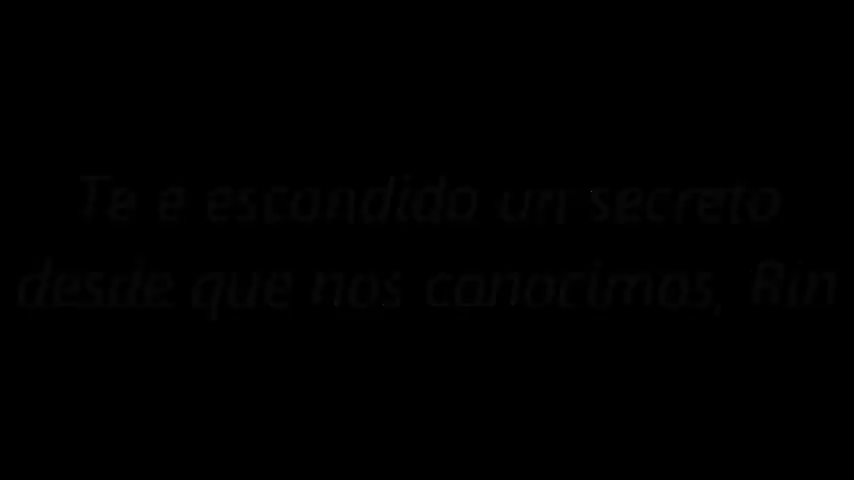 Te e escondido un secreto
desde que nos conocimos, Rin